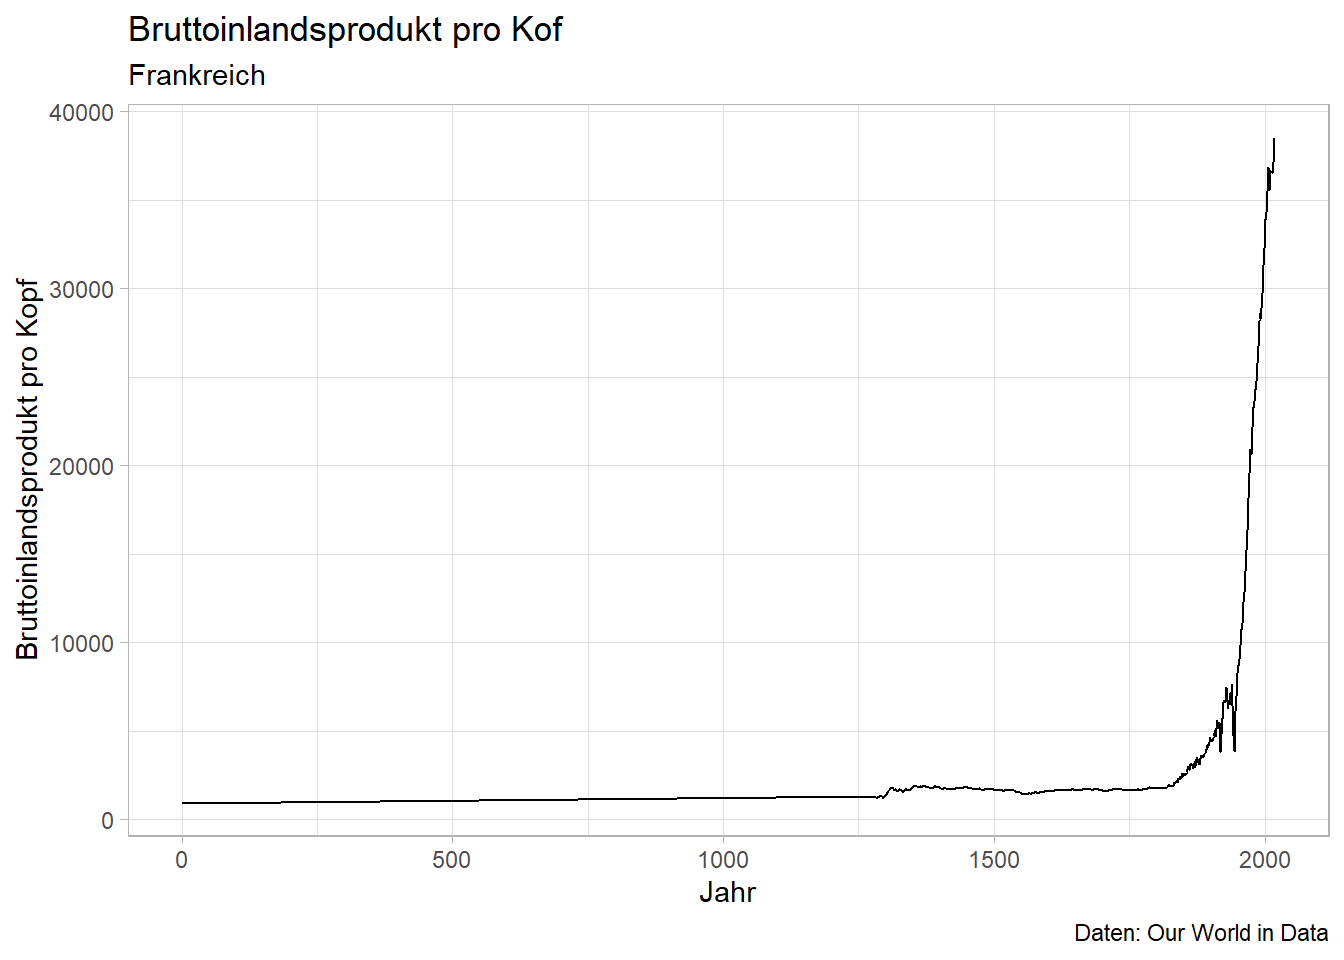 Bruttoinlandsprodukt pro Kof
Frankreich
Bruttoinlandsprodukt pro Kopf
40000
30000
20000
10000
0
0 500 1000 1500 2000
Jahr
Daten: Our World in Data